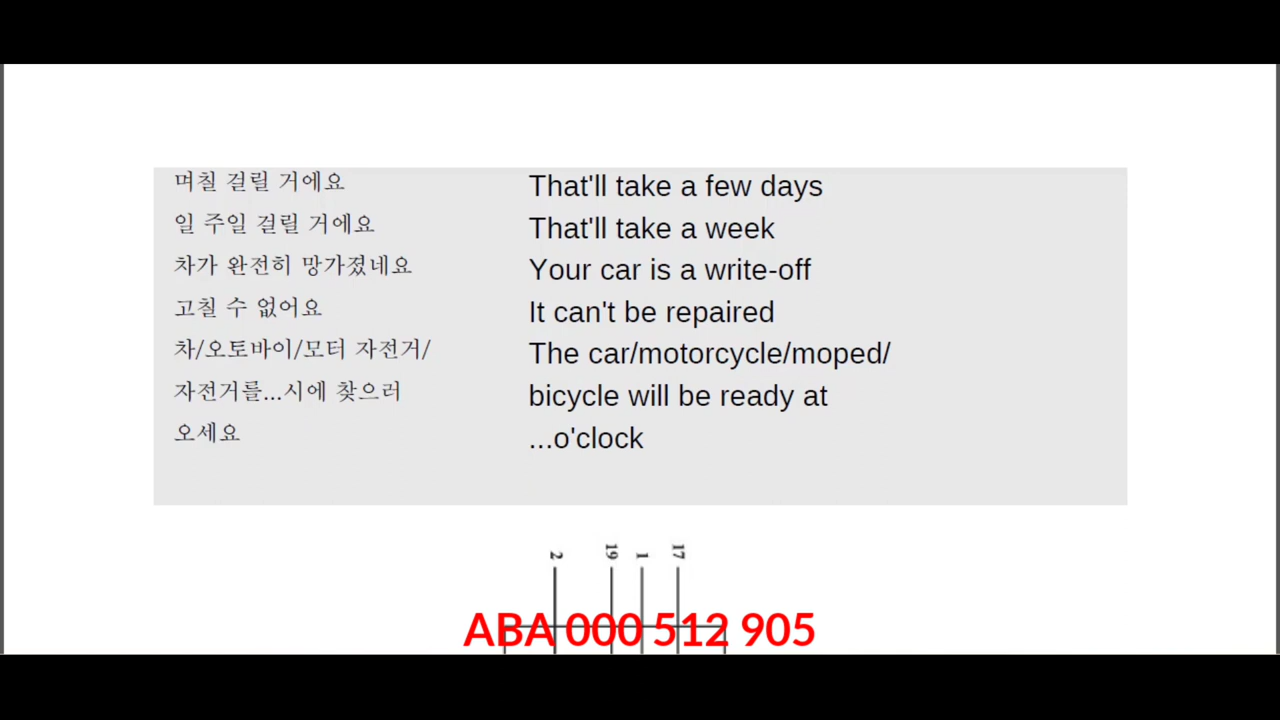 며칠 걸릴 거에요 That'll take a few days
일 주일 걸릴 거에요 That'll take a week
차가 완전히 망가졌네요 Your car is a write-off
고칠 수 없어요 It can't be repaired
차/오토바이/모터 자전거/ The car/motorcycle/moped/
자전거를...시에 찾으러 bicycle will be ready at
오세요 ...o'clock
2 19 1 17
ABA 000 512 905